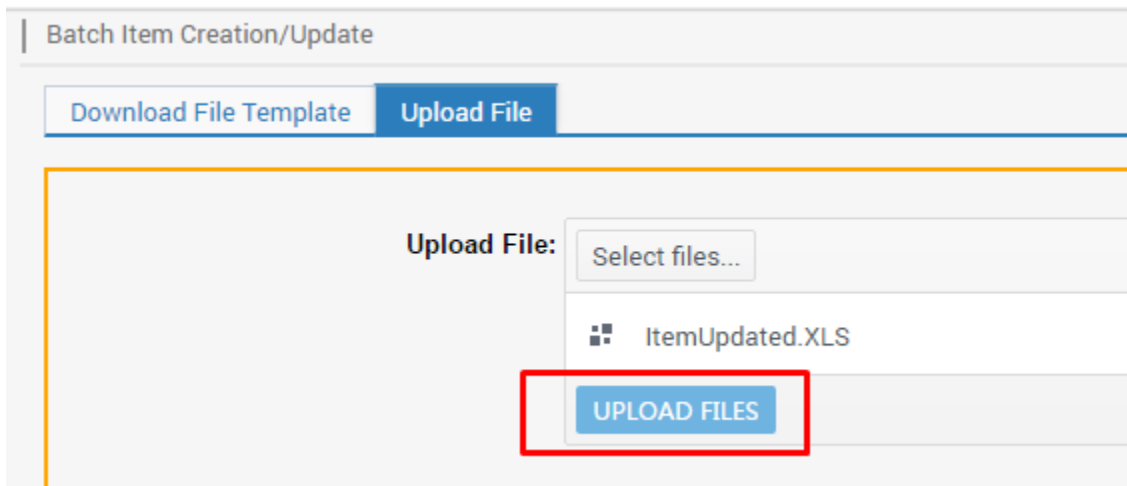 Batch Item Creation/Update
Download File Template Upload File
Upload File: Select files...
ItemUpdated.XLS
UPLOAD FILES